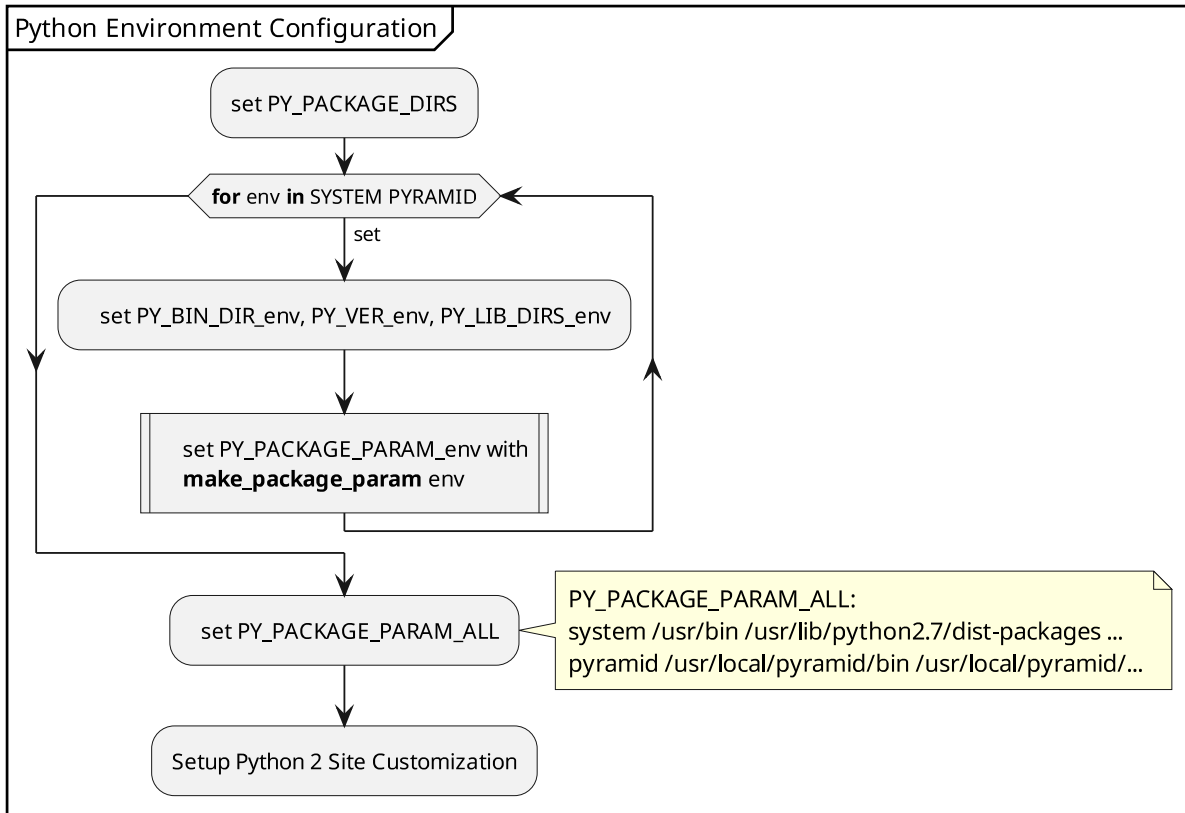 Python Environment Configuration
set PY_PACKAGE_DIRS
for env in SYSTEM PYRAMID
set
set PY_BIN_DIR_env, PY_VER_env, PY_LIB_DIRS_env
set PY_PACKAGE_PARAM_env with
make_package_param env
set PY_PACKAGE_PARAM_ALL
PY_PACKAGE_PARAM_ALL:
system /usr/bin /usr/lib/python2.7/dist-packages ...
pyramid /usr/local/pyramid/bin /usr/local/pyramid/...
Setup Python 2 Site Customization